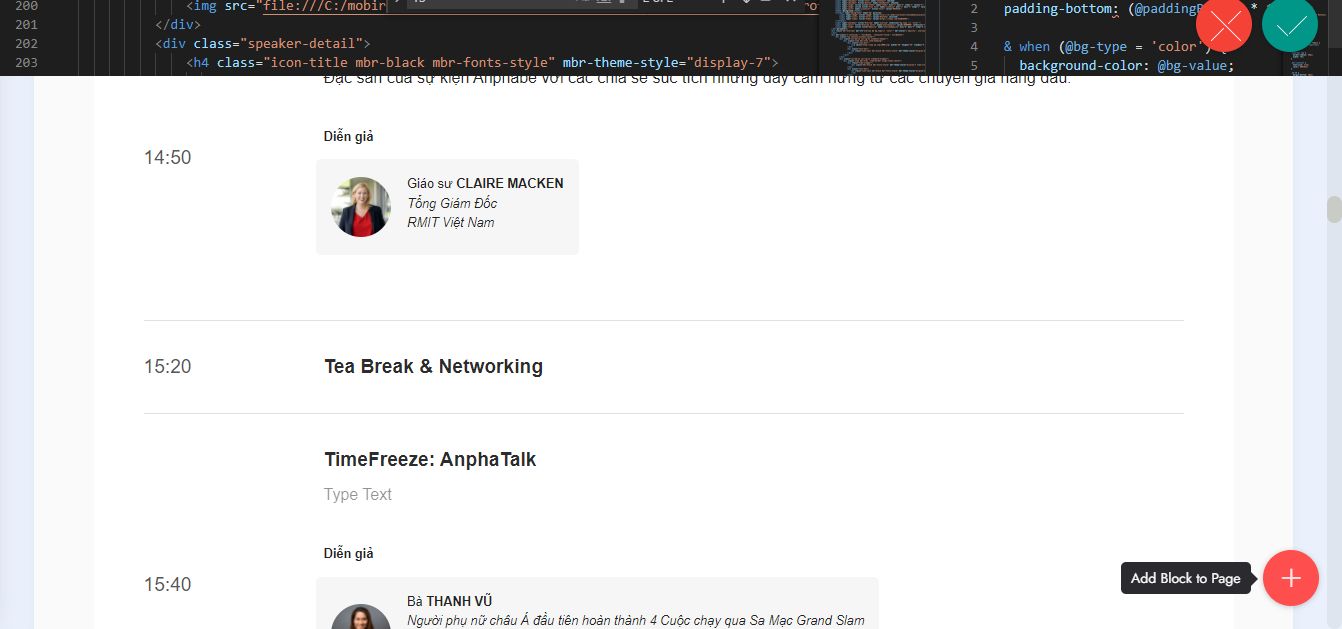 200 <img src="file:///C:/mobir
201 </div>
202 <div class="speaker-detail">
203 <h4 class="icon-title mbr-black mbr-fonts-style" mbr-theme-style="display-7">
2 padding-bottom: (@padding
3
4 & when (@bg-type = 'color')
5 background-color: @bg-value;
Đặc sản của sự kiện Anphabe với các chia sẻ súc tích nhưng đầy cảm hứng từ các chuyên gia hàng đầu.
Diễn giả
14:50
Giáo sư CLAIRE MACKEN
Tổng Giám Đốc
RMIT Việt Nam
15:20
Tea Break & Networking
TimeFreeze: AnphaTalk
Type Text
Diễn giả
15:40
Add Block to Page
Bà THANH VŨ
Người phụ nữ châu Á đầu tiên hoàn thành 4 Cuộc chạy qua Sa Mạc Grand Slam